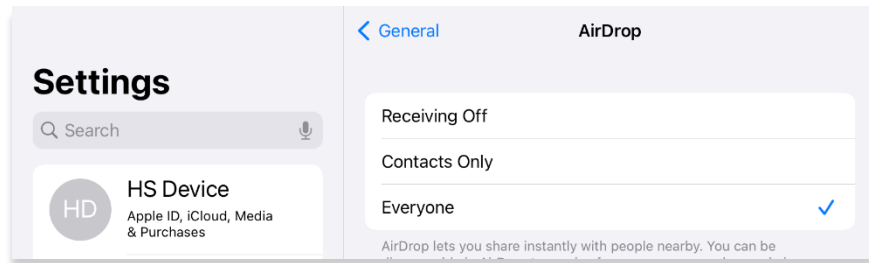 Settings
Search
HD
HS Device
Apple ID, iCloud, Media
& Purchases
General
AirDrop
Receiving Off
Contacts Only
Everyone
AirDrop lets you share instantly with people nearby. You can be